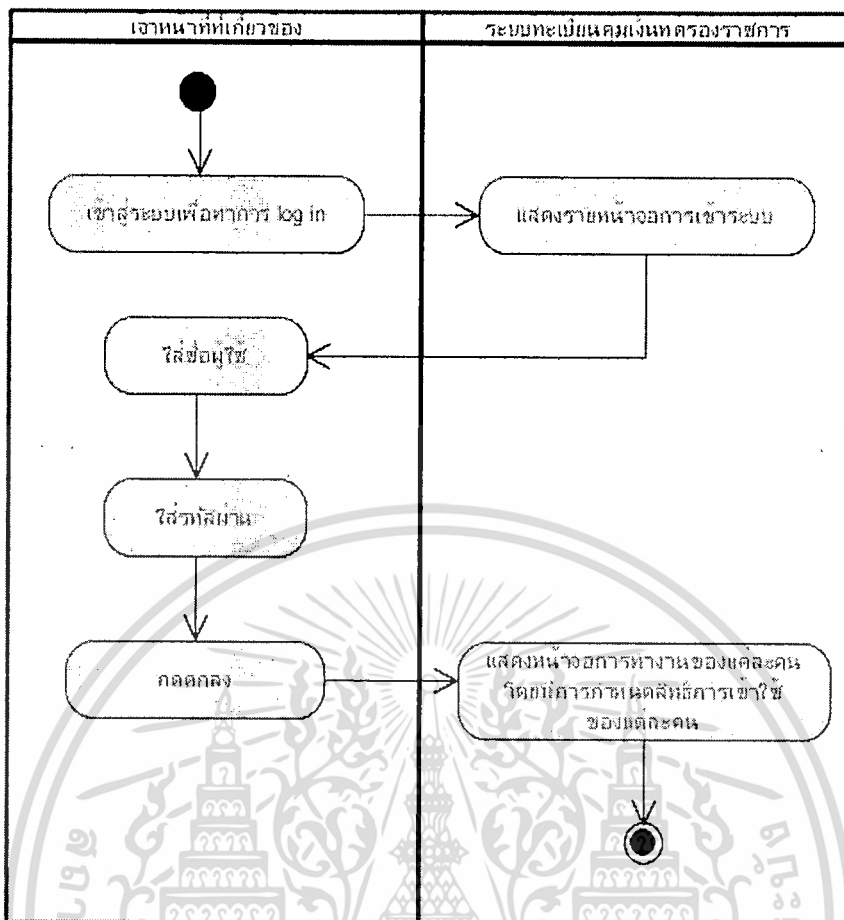 เจาหนาที่ที่เกี่ยวของ
ระบบทะเบียนคุมเงินทดรองราชการ
เข้าสู่ระบบเพื่อทำการ log in
แสดงรายหน้าจอการเข้าระบบ
ใส่ชื่อผู้ใช้
ใส่รหัสผ่าน
กดตกลง
แสดงหน้าจอการทำงานของแต่ละคน
โดยมีการกำหนดสิทธิการเข้าใช้
ของแต่ละคน